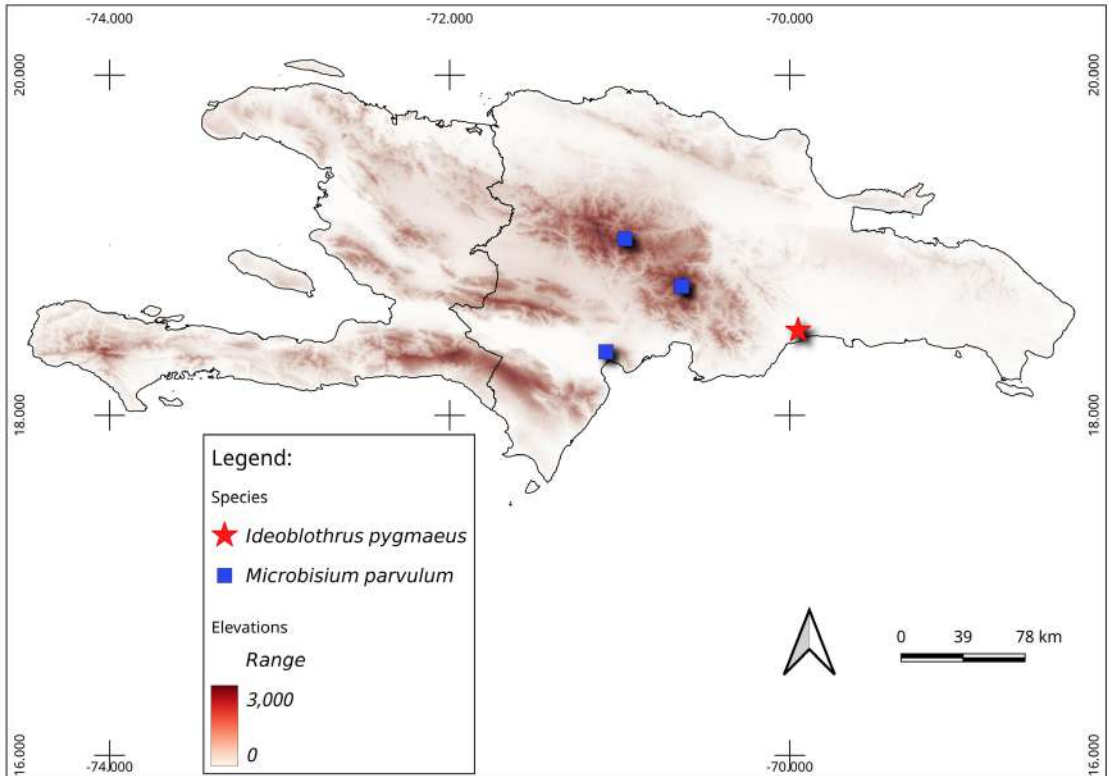 -74.000
-72.000
-70.000
20.000
20.000
18.000
18.000
Legend:
Species
Ideoblothrus pygmaeus
Microbisium parvulum
Elevations
Range
3,000
0
0 39 78 km
16.000
16.000
-74.000
-70.000